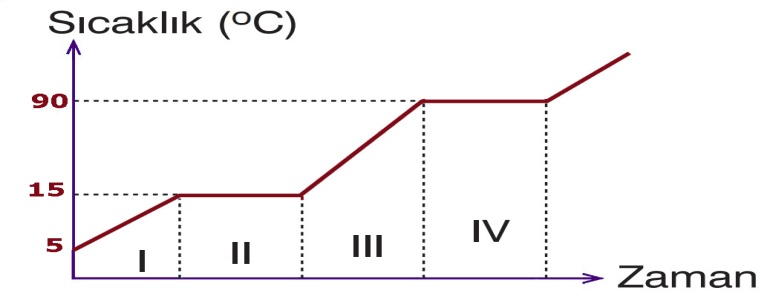 Sıcaklık (ºC)
90
15
5
I
II
III
IV
Zaman